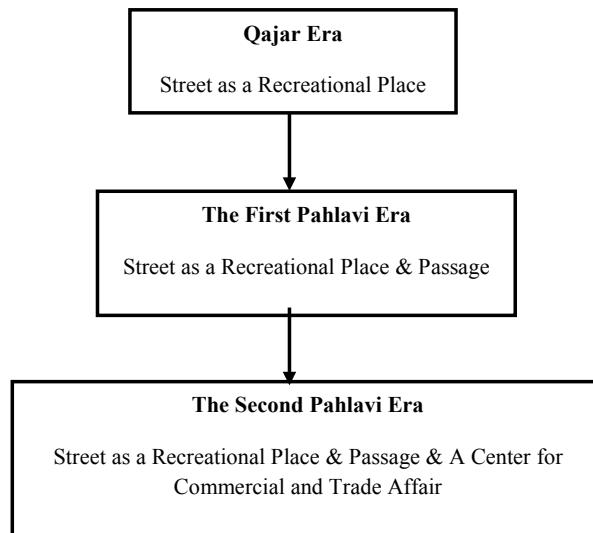 Qajar Era
Street as a Recreational Place
The First Pahlavi Era
Street as a Recreational Place & Passage
The Second Pahlavi Era
Street as a Recreational Place & Passage & A Center for
Commercial and Trade Affair